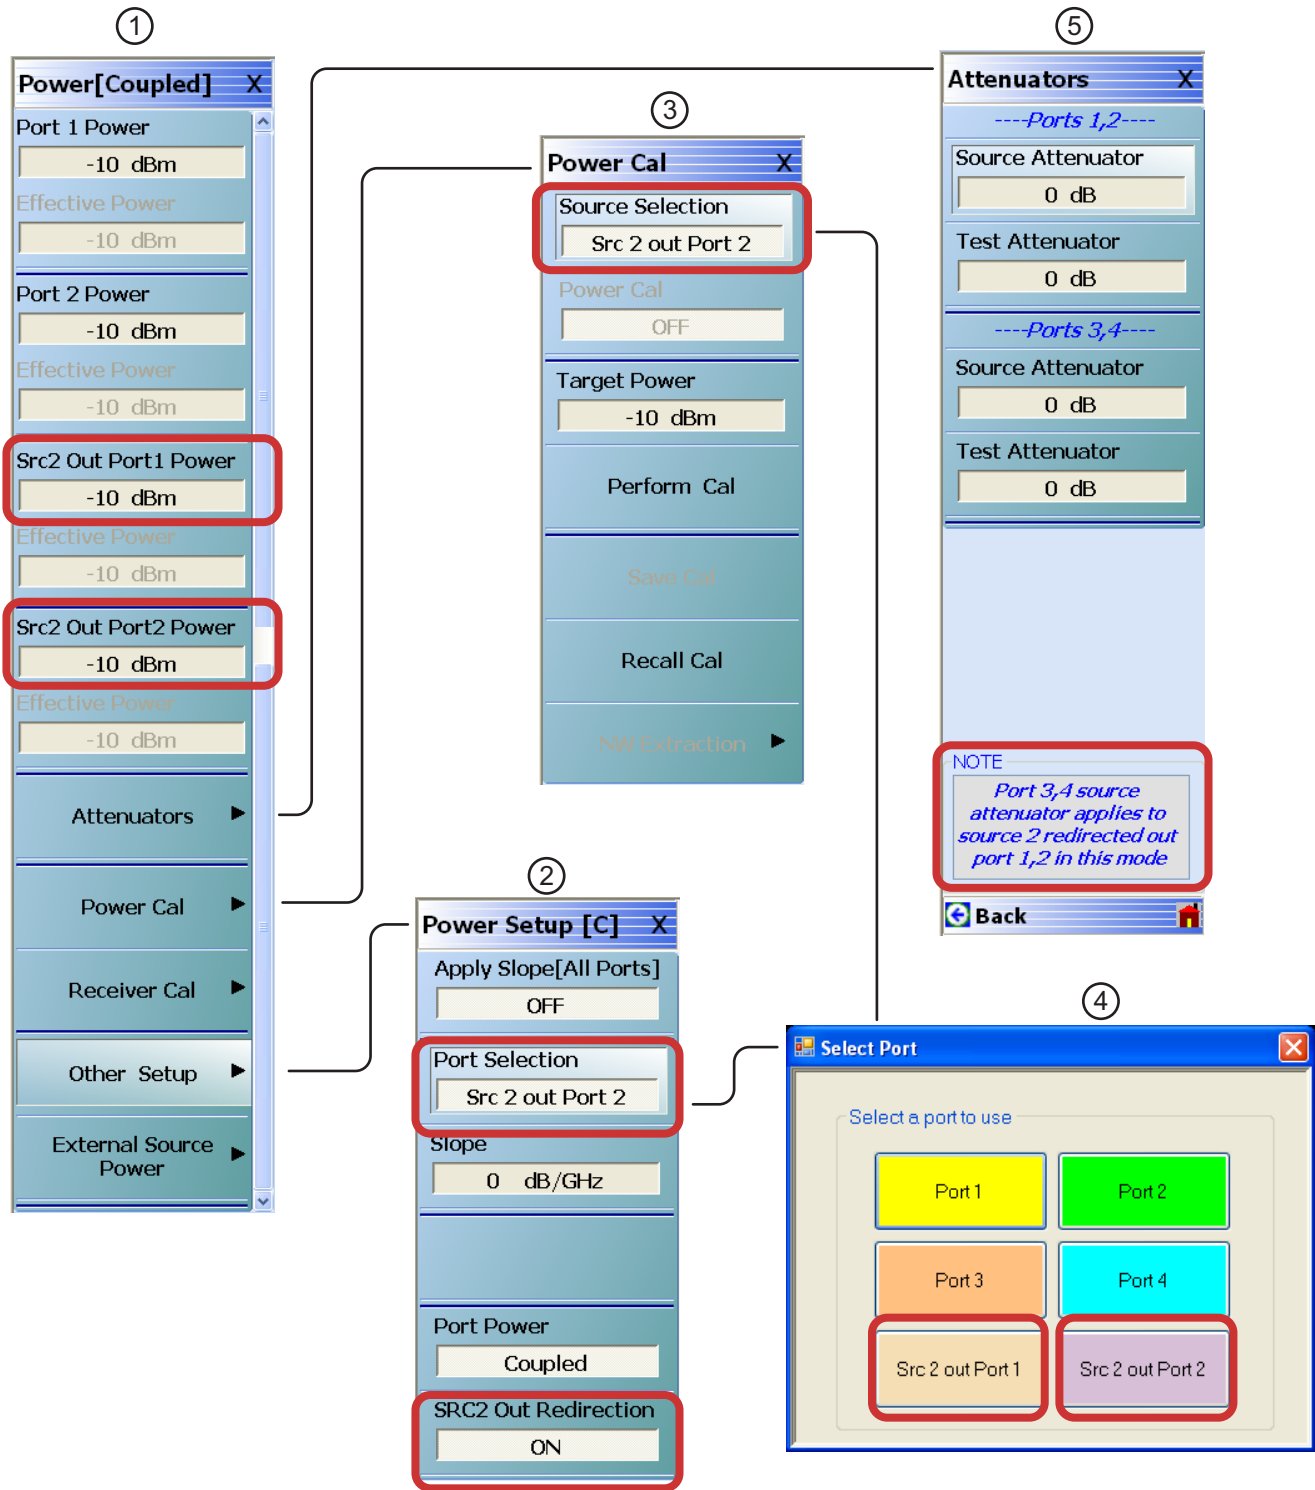 1
Power[Coupled] X
Port 1 Power
-10 dBm
Effective Power
-10 dBm
Port 2 Power
-10 dBm
Effective Power
-10 dBm
Src2 Out Port1 Power
-10 dBm
Effective Power
-10 dBm
Src2 Out Port2 Power
-10 dBm
Effective Power
-10 dBm
Attenuators
Power Cal
Receiver Cal
Other Setup
External Source
Power
2
Power Setup [C] X
Apply Slope[All Ports]
OFF
Port Selection
Src 2 out Port 2
Slope
0 dB/GHz
Port Power
Coupled
SRC2 Out Redirection
ON
3
Power Cal X
Source Selection
Src 2 out Port 2
Power Cal
OFF
Target Power
-10 dBm
Perform Cal
Save Cal
Recall Cal
NW Extraction
4
Select Port
Select a port to use
Port 1
Port 2
Port 3
Port 4
Src 2 out Port 1
Src 2 out Port 2
5
Attenuators X
----Ports 1,2----
Source Attenuator
0 dB
Test Attenuator
0 dB
----Ports 3,4----
Source Attenuator
0 dB
Test Attenuator
0 dB
NOTE
Port 3,4 source
attenuator applies to
source 2 redirected out
port 1,2 in this mode
Back